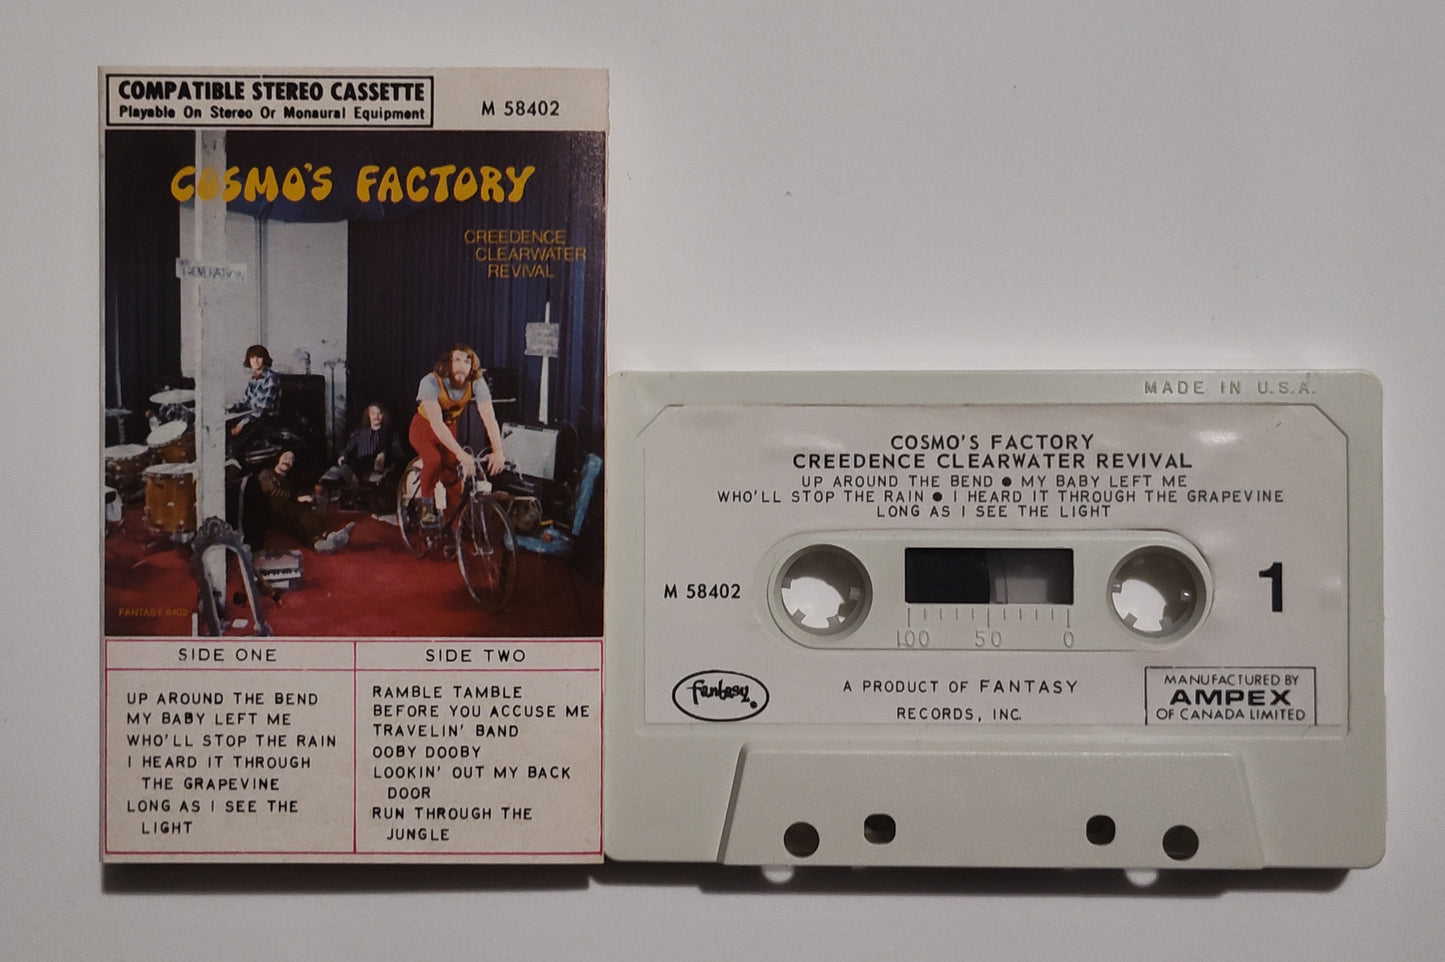 COMPATIBLE STEREO CASSETTE
Playable On Stereo Or Monaural Equipment
M 58402
COSMO'S FACTORY
CREEDENCE
CLEARWATER
REVIVAL
GENERATION
FANTASY 8402
SIDE ONE
UP AROUND THE BEND
MY BABY LEFT ME
WHO'LL STOP THE RAIN
I HEARD IT THROUGH
THE GRAPEVINE
LONG AS I SEE THE
LIGHT
SIDE TWO
RAMBLE TAMBLE
BEFORE YOU ACCUSE ME
TRAVELIN' BAND
OOBY DOOBY
LOOKIN' OUT MY BACK
DOOR
RUN THROUGH THE
JUNGLE
MADE IN U.S.A.
COSMO'S FACTORY
CREEDENCE CLEARWATER REVIVAL
UP AROUND THE BEND ● MY BABY LEFT ME
WHO'LL STOP THE RAIN ● I HEARD IT THROUGH THE GRAPEVINE
LONG AS I SEE THE LIGHT
M 58402
1
100 50 0
fantasy
A PRODUCT OF FANTASY
RECORDS, INC.
MANUFACTURED BY
AMPEX
OF CANADA LIMITED